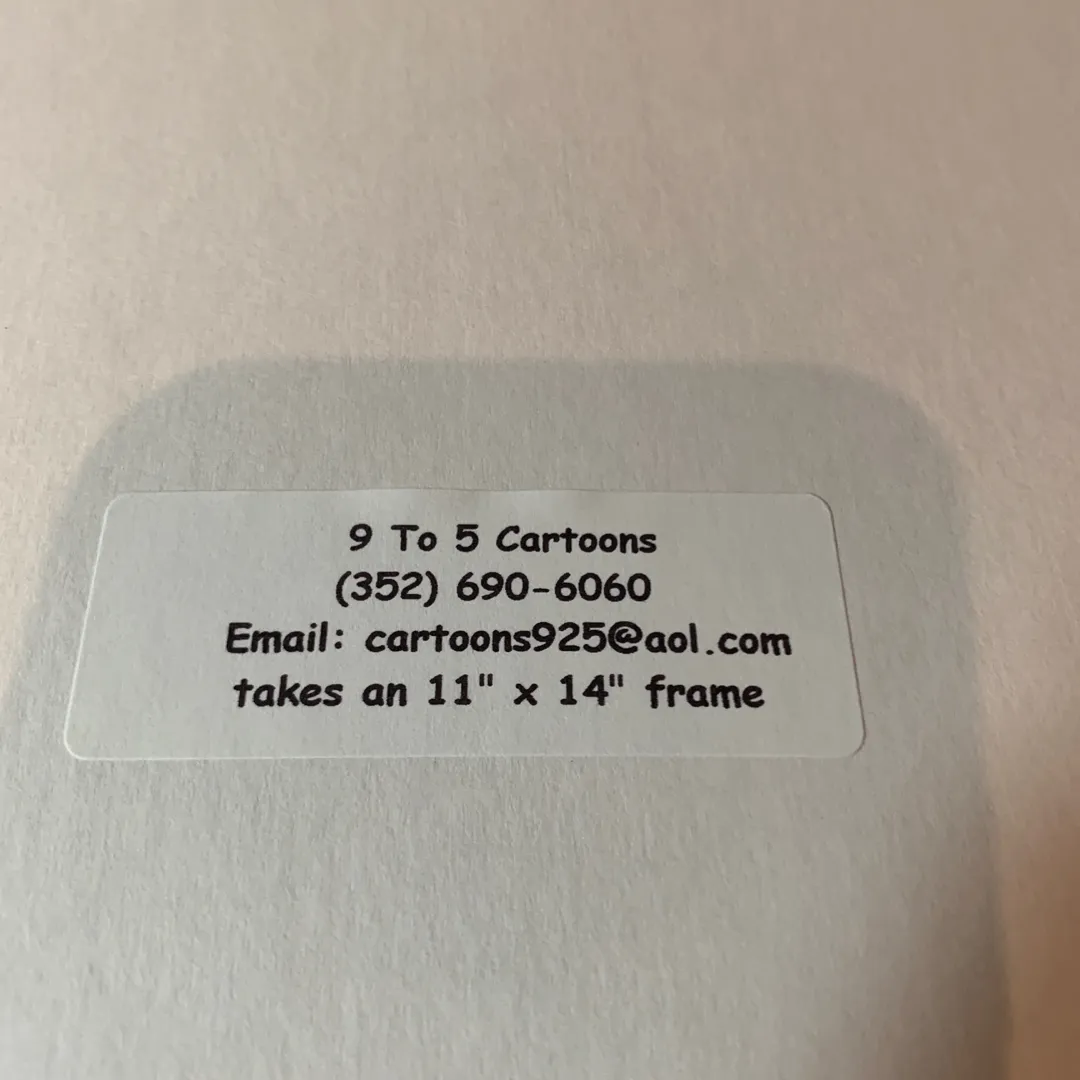 9 To 5 Cartoons
(352) 690-6060
Email: cartoons925@aol.com
takes an 11" x 14" frame